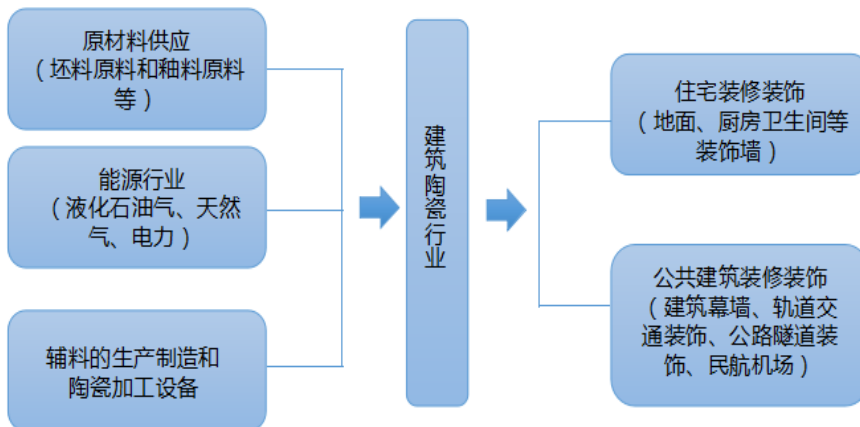 原材料供应
（坯料原料和釉料原料
等）
能源行业
（液化石油气、天然
气、电力）
辅料的生产制造和
陶瓷加工设备
建筑陶瓷行业
住宅装修装饰
（地面、厨房卫生间等
装饰墙）
公共建筑装修装饰
（建筑幕墙、轨道交
通装饰、公路隧道装
饰、民航机场）